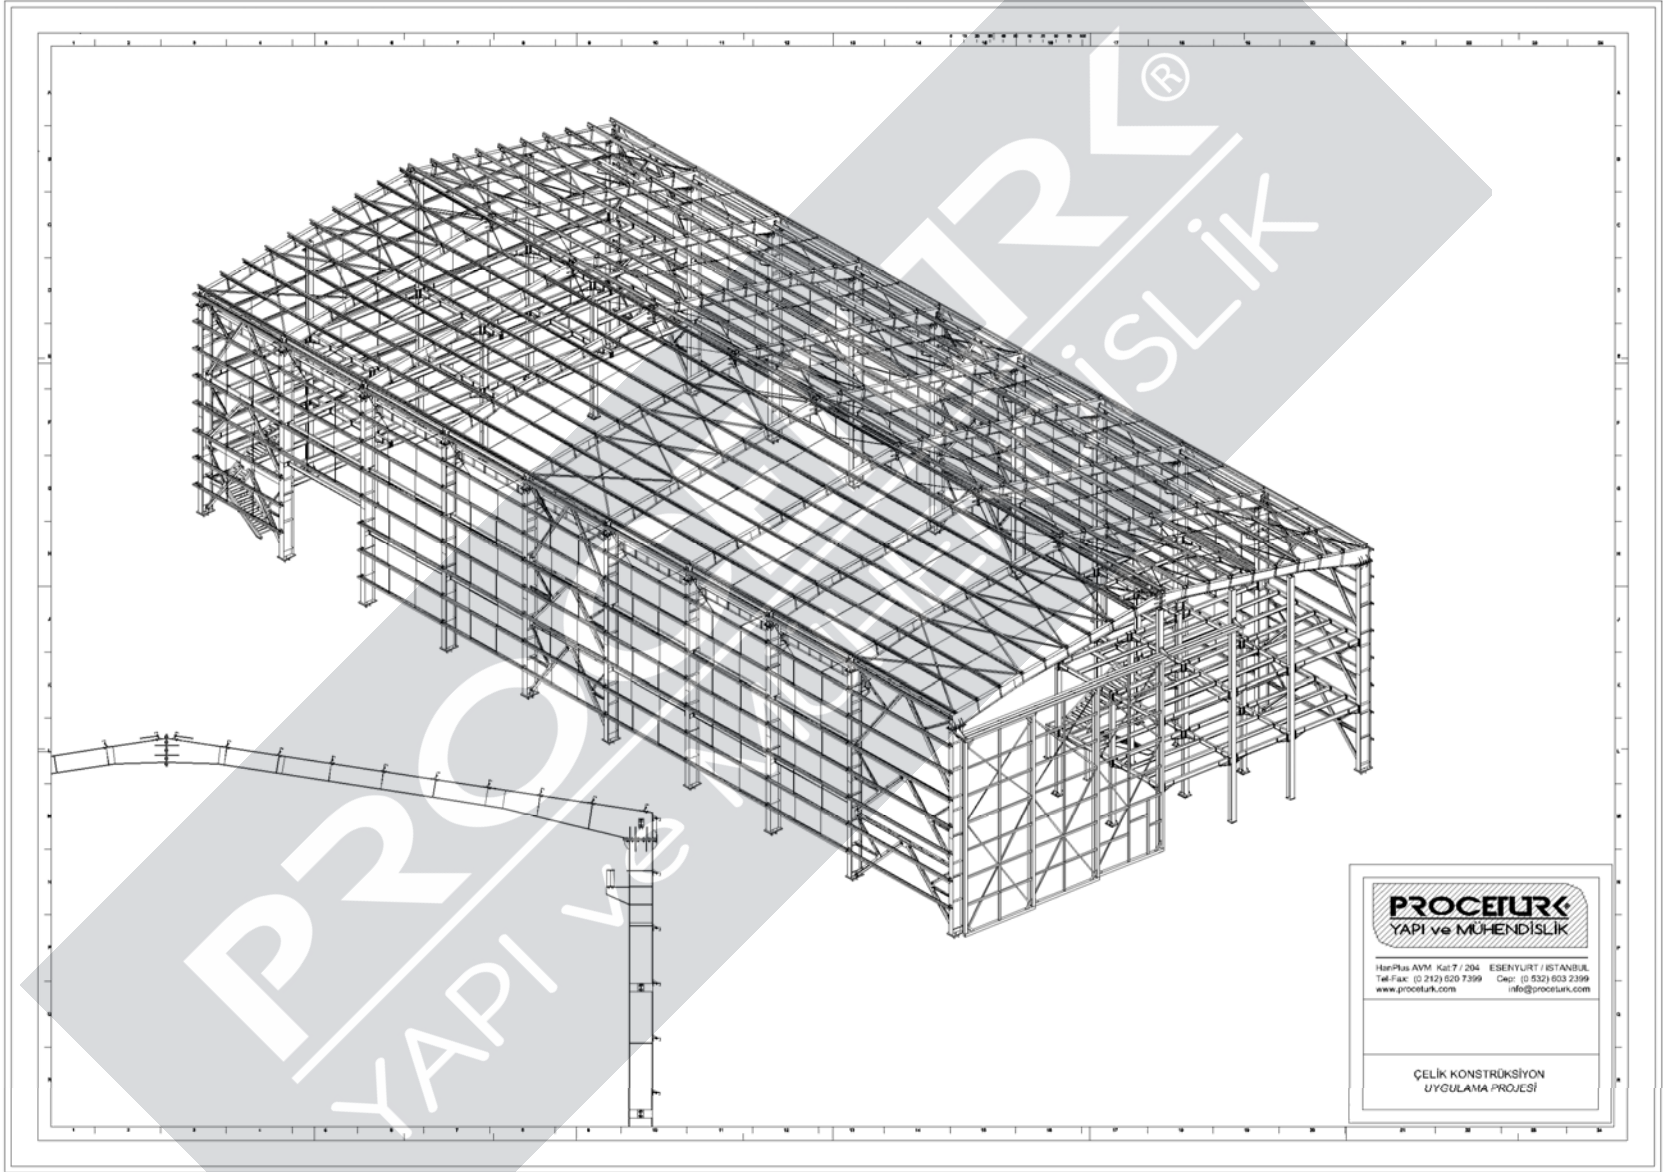 PROCETURK®
YAPI ve MÜHENDİSLİK
PROCETURK
YAPI ve MÜHENDİSLİK
HanPlus AVM Kat:7 / 204 ESENYURT / İSTANBUL
Tel-Fax: (0 212) 620 7399 Cep: (0 532) 603 2399
www.proceturk.com info@proceturk.com
ÇELİK KONSTRÜKSİYON
UYGULAMA PROJESİ